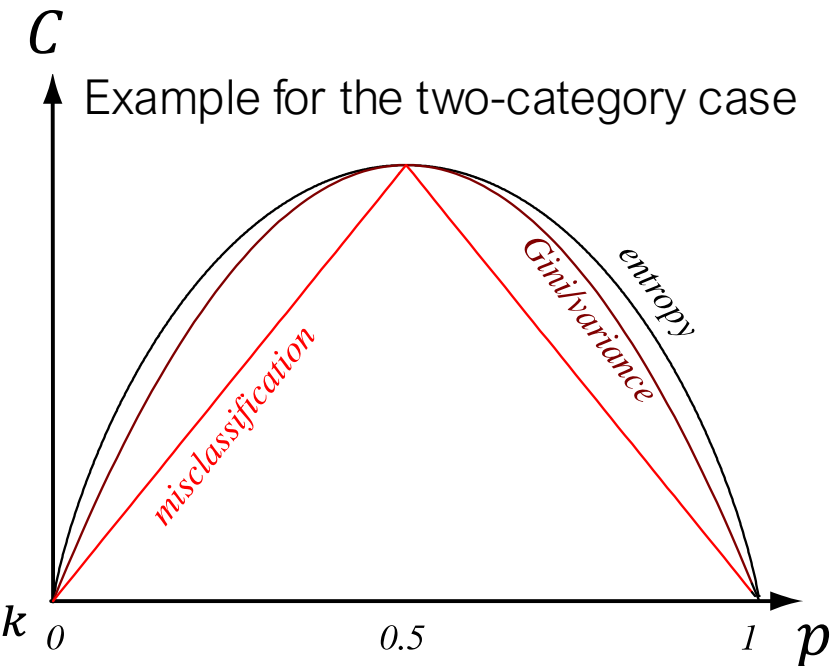 C
Example for the two-category case
entropy
Gini/variance
misclassification
k
0
0.5
1
p